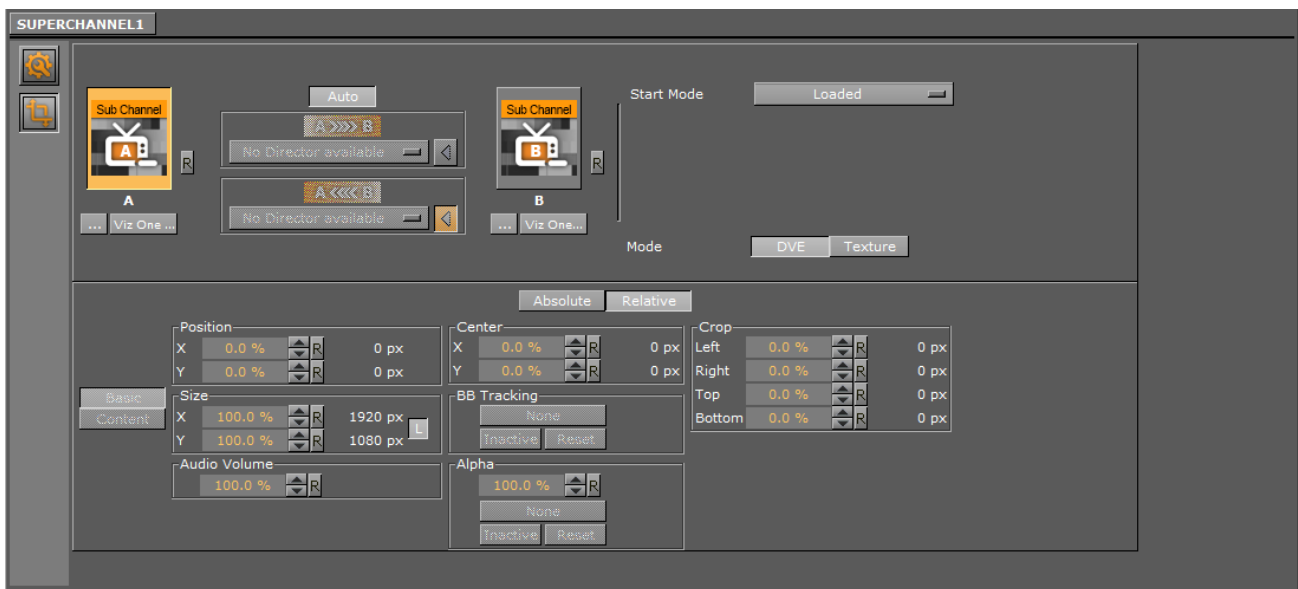 SUPERCHANNEL1
Sub Channel
A
R
A
... Viz One ...
Auto
A »»» B
No Director available
A ««« B
No Director available
Sub Channel
B
R
B
... Viz One...
Start Mode Loaded
Mode DVE Texture
Absolute Relative
Basic
Content
Position
X 0.0 % R 0 px
Y 0.0 % R 0 px
Size
X 100.0 % R 1920 px
Y 100.0 % R 1080 px
L
Audio Volume
100.0 % R
Center
X 0.0 % R 0 px
Y 0.0 % R 0 px
BB Tracking
None
Inactive Reset
Alpha
100.0 % R
None
Inactive Reset
Crop
Left 0.0 % R 0 px
Right 0.0 % R 0 px
Top 0.0 % R 0 px
Bottom 0.0 % R 0 px